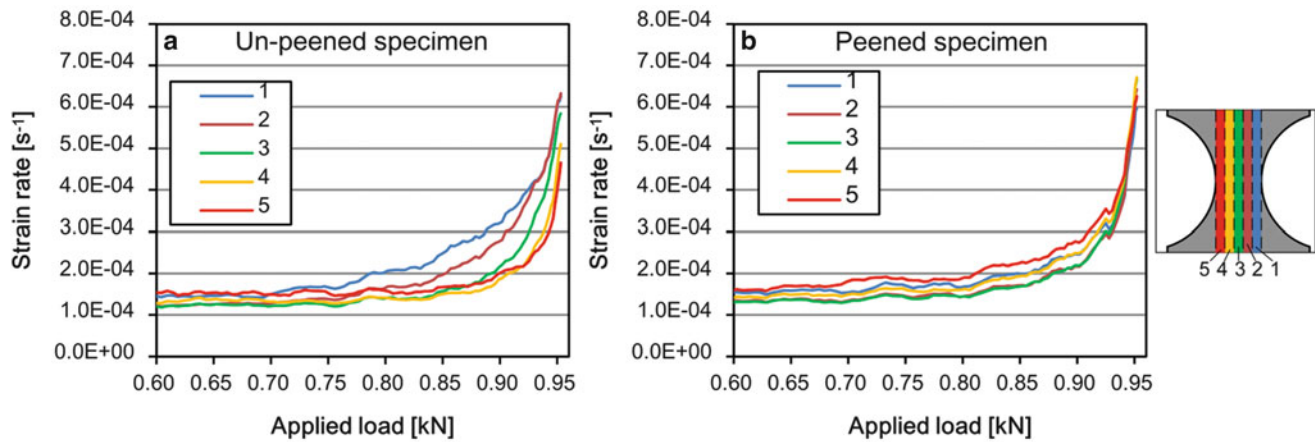 a Un-peened specimen
8.0E-04
7.0E-04
6.0E-04
5.0E-04
4.0E-04
3.0E-04
2.0E-04
1.0E-04
0.0E+00
Strain rate [s-1]
1
2
3
4
5
0.60 0.65 0.70 0.75 0.80 0.85 0.90 0.95
Applied load [kN]
b Peened specimen
8.0E-04
7.0E-04
6.0E-04
5.0E-04
4.0E-04
3.0E-04
2.0E-04
1.0E-04
0.0E+00
Strain rate [s-1]
1
2
3
4
5
0.60 0.65 0.70 0.75 0.80 0.85 0.90 0.95
Applied load [kN]
5 4 3 2 1